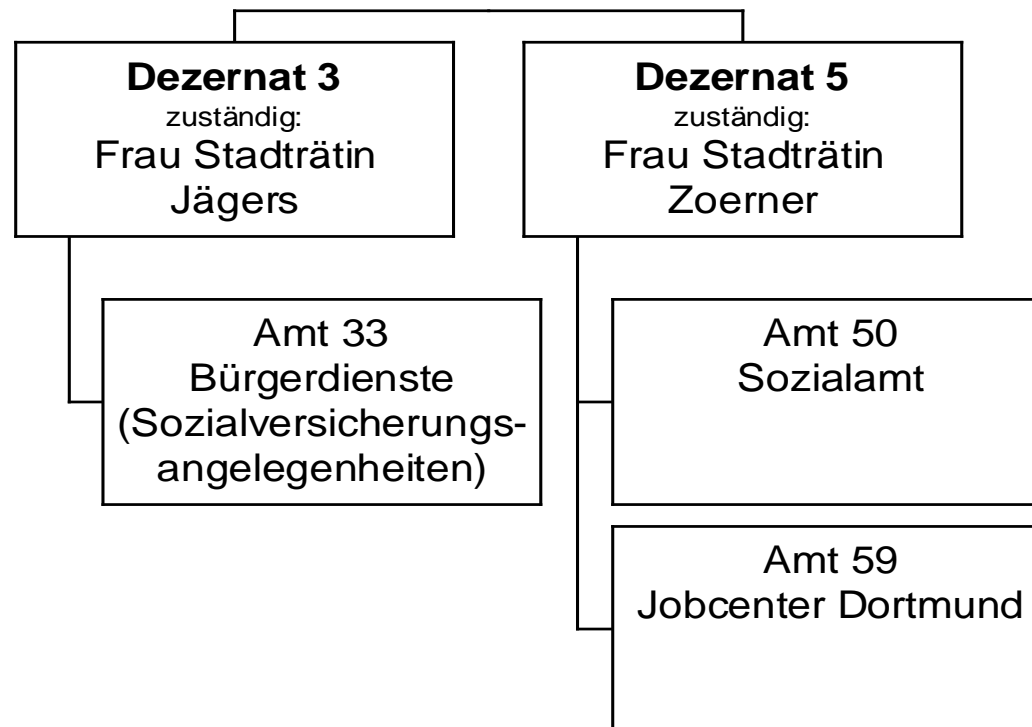 Dezernat 3
zuständig:
Frau Stadträtin
Jägers
Dezernat 5
zuständig:
Frau Stadträtin
Zoerner
Amt 33
Bürgerdienste
(Sozialversicherungs-
angelegenheiten)
Amt 50
Sozialamt
Amt 59
Jobcenter Dortmund